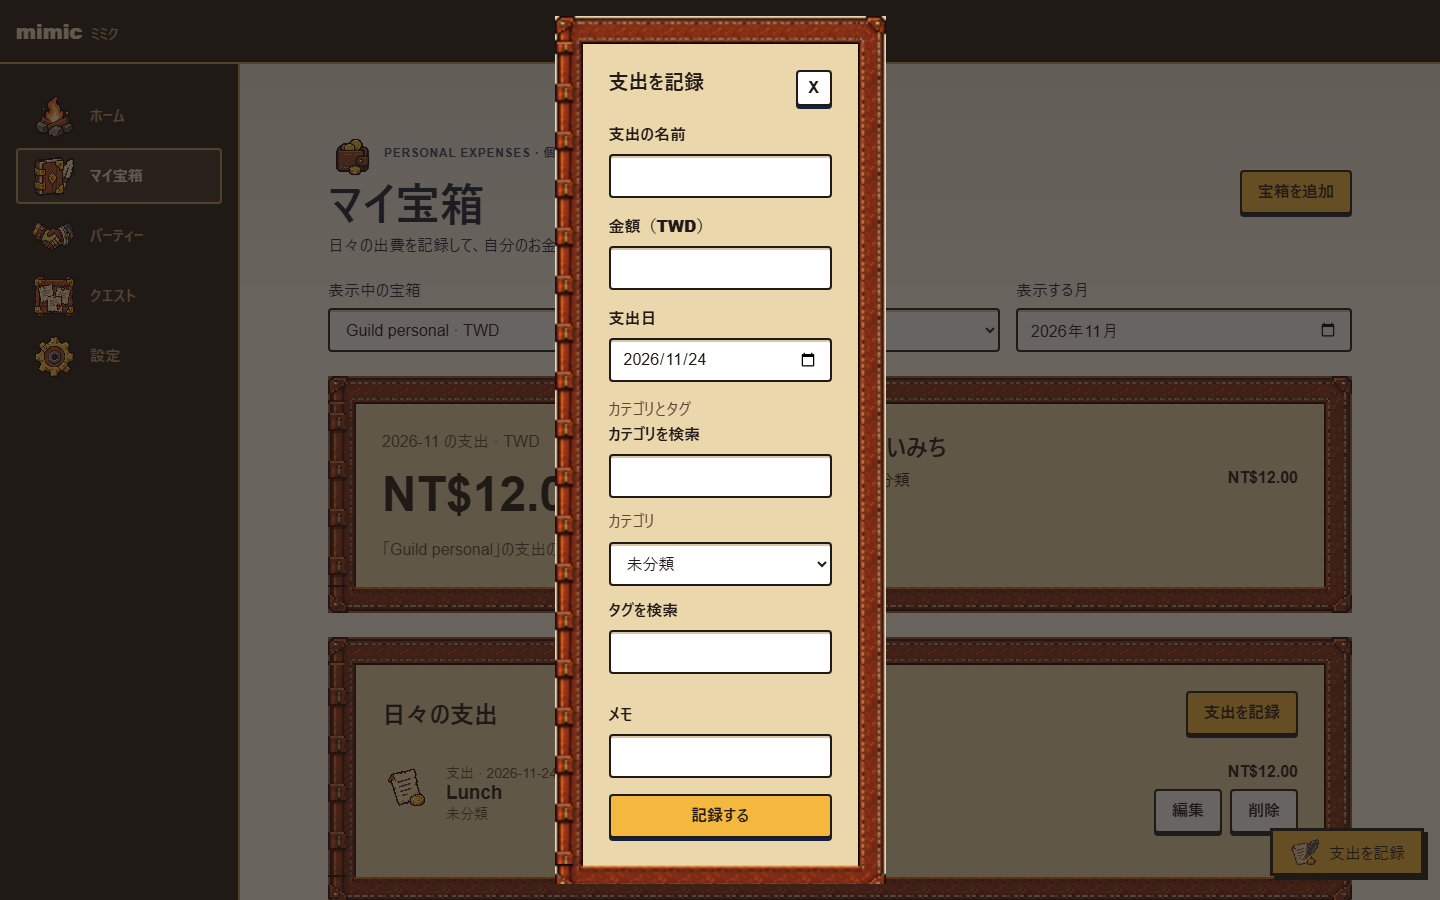 mimic ミミク
ホーム
マイ宝箱
パーティー
クエスト
設定
PERSONAL EXPENSES · 個
マイ宝箱
日々の出費を記録して、自分のお金
宝箱を追加
表示中の宝箱
Guild personal · TWD
表示する月
2026年11月
2026-11 の支出 · TWD
NT$12.0
「Guild personal」の支出の
いみち
分類
NT$12.00
日々の支出
支出を記録
支出 · 2026-11-24
Lunch
未分類
NT$12.00
編集
削除
支出を記録
支出を記録
X
支出の名前
金額（TWD）
支出日
2026/11/24
カテゴリとタグ
カテゴリを検索
カテゴリ
未分類
タグを検索
メモ
記録する